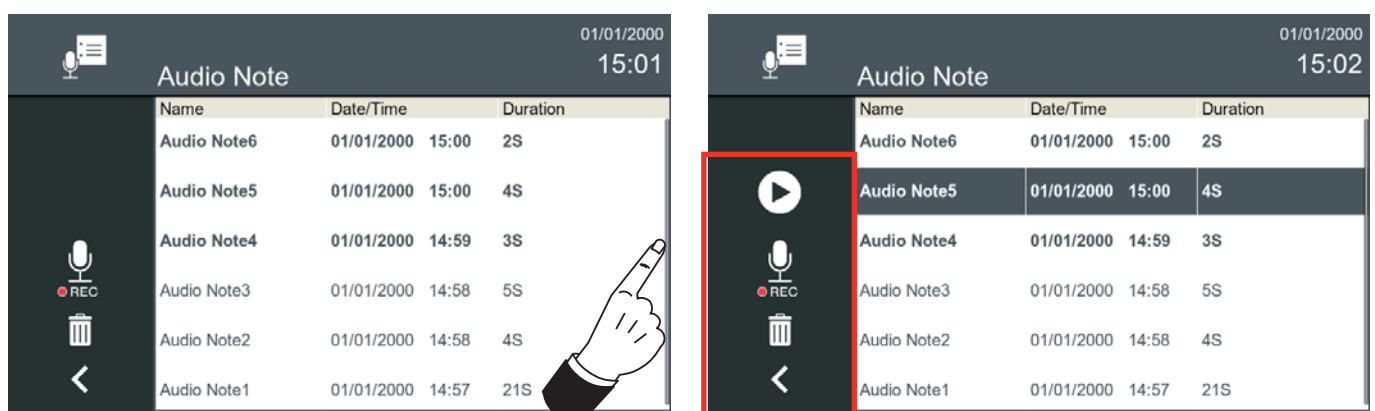 01/01/2000
15:01
Audio Note
Name Date/Time Duration
Audio Note6 01/01/2000 15:00 2S
Audio Note5 01/01/2000 15:00 4S
Audio Note4 01/01/2000 14:59 3S
REC
Audio Note3 01/01/2000 14:58 5S
Audio Note2 01/01/2000 14:58 4S
Audio Note1 01/01/2000 14:57 21S
01/01/2000
15:02
Audio Note
Name Date/Time Duration
Audio Note6 01/01/2000 15:00 2S
Audio Note5 01/01/2000 15:00 4S
Audio Note4 01/01/2000 14:59 3S
REC
Audio Note3 01/01/2000 14:58 5S
Audio Note2 01/01/2000 14:58 4S
Audio Note1 01/01/2000 14:57 21S